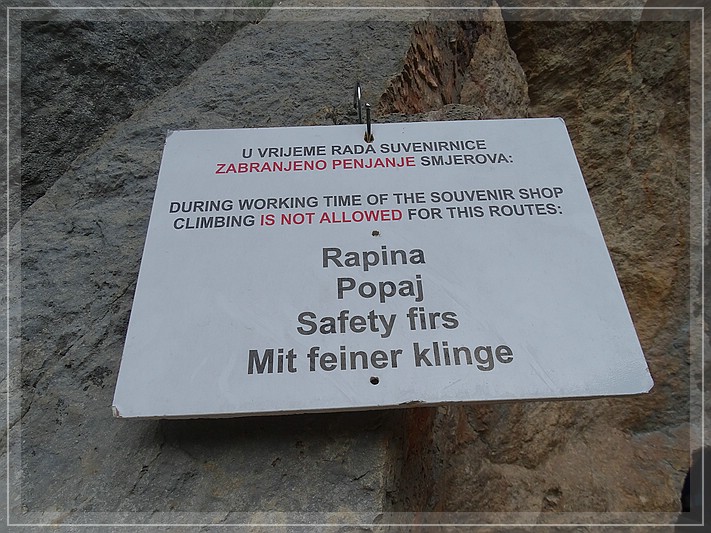 U VRIJEME RADA SUVENIRNICE
ZABRANJENO PENJANJE SMJEROVA:
DURING WORKING TIME OF THE SOUVENIR SHOP
CLIMBING IS NOT ALLOWED FOR THIS ROUTES:
Rapina
Popaj
Safety firs
Mit feiner klinge